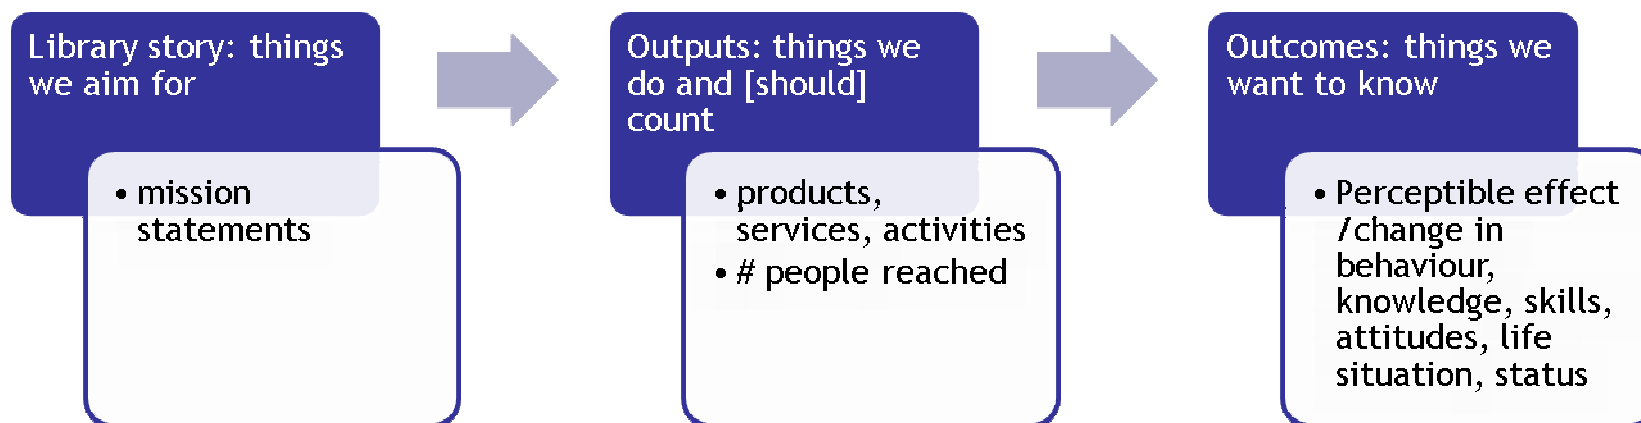 Library story: things
we aim for
• mission
statements
Outputs: things we
do and [should]
count
• products,
services, activities
• # people reached
Outcomes: things we
want to know
• Perceptible effect
/change in
behaviour,
knowledge, skills,
attitudes, life
situation, status